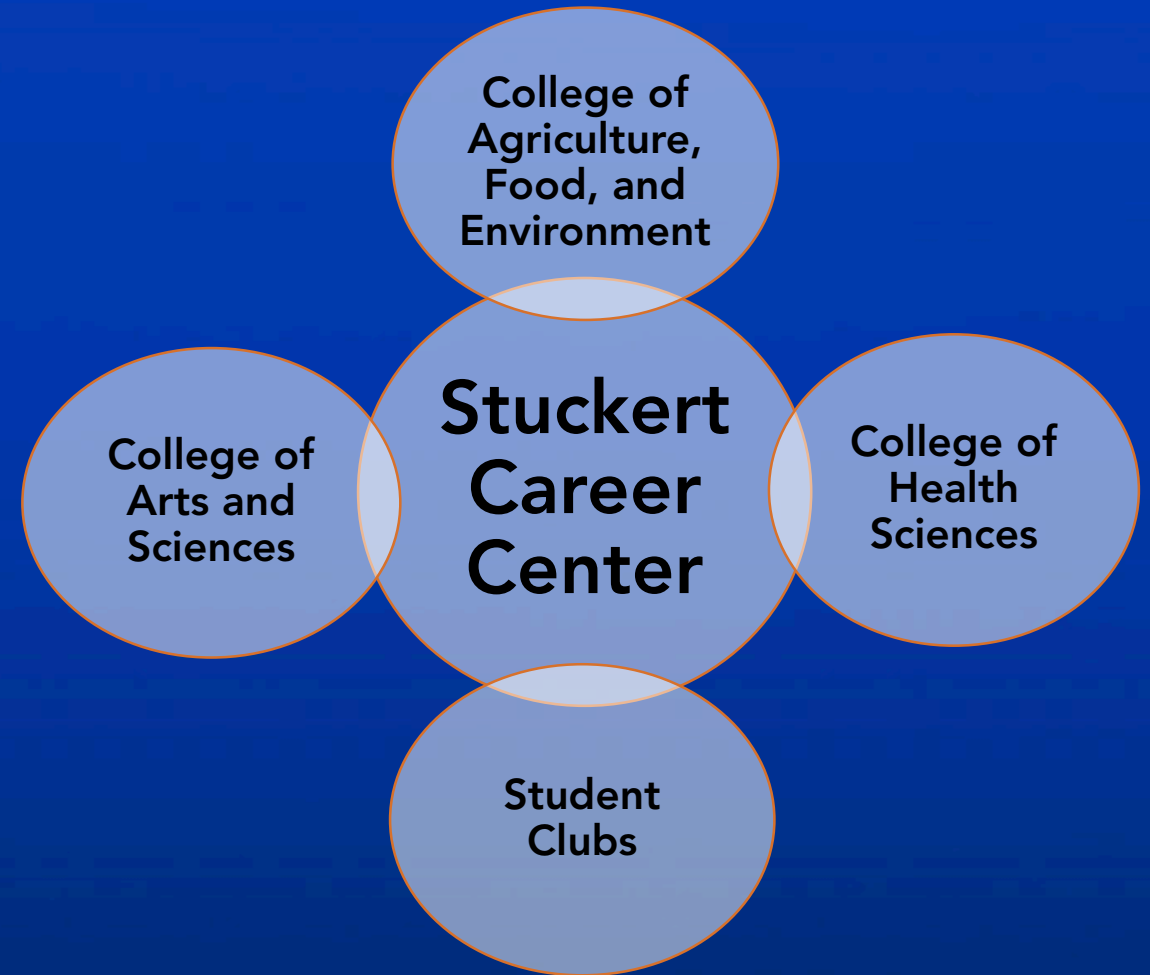 College of
Agriculture,
Food, and
Environment
Stuckert
Career
Center
College of
Arts and
Sciences
College of
Health
Sciences
Student
Clubs